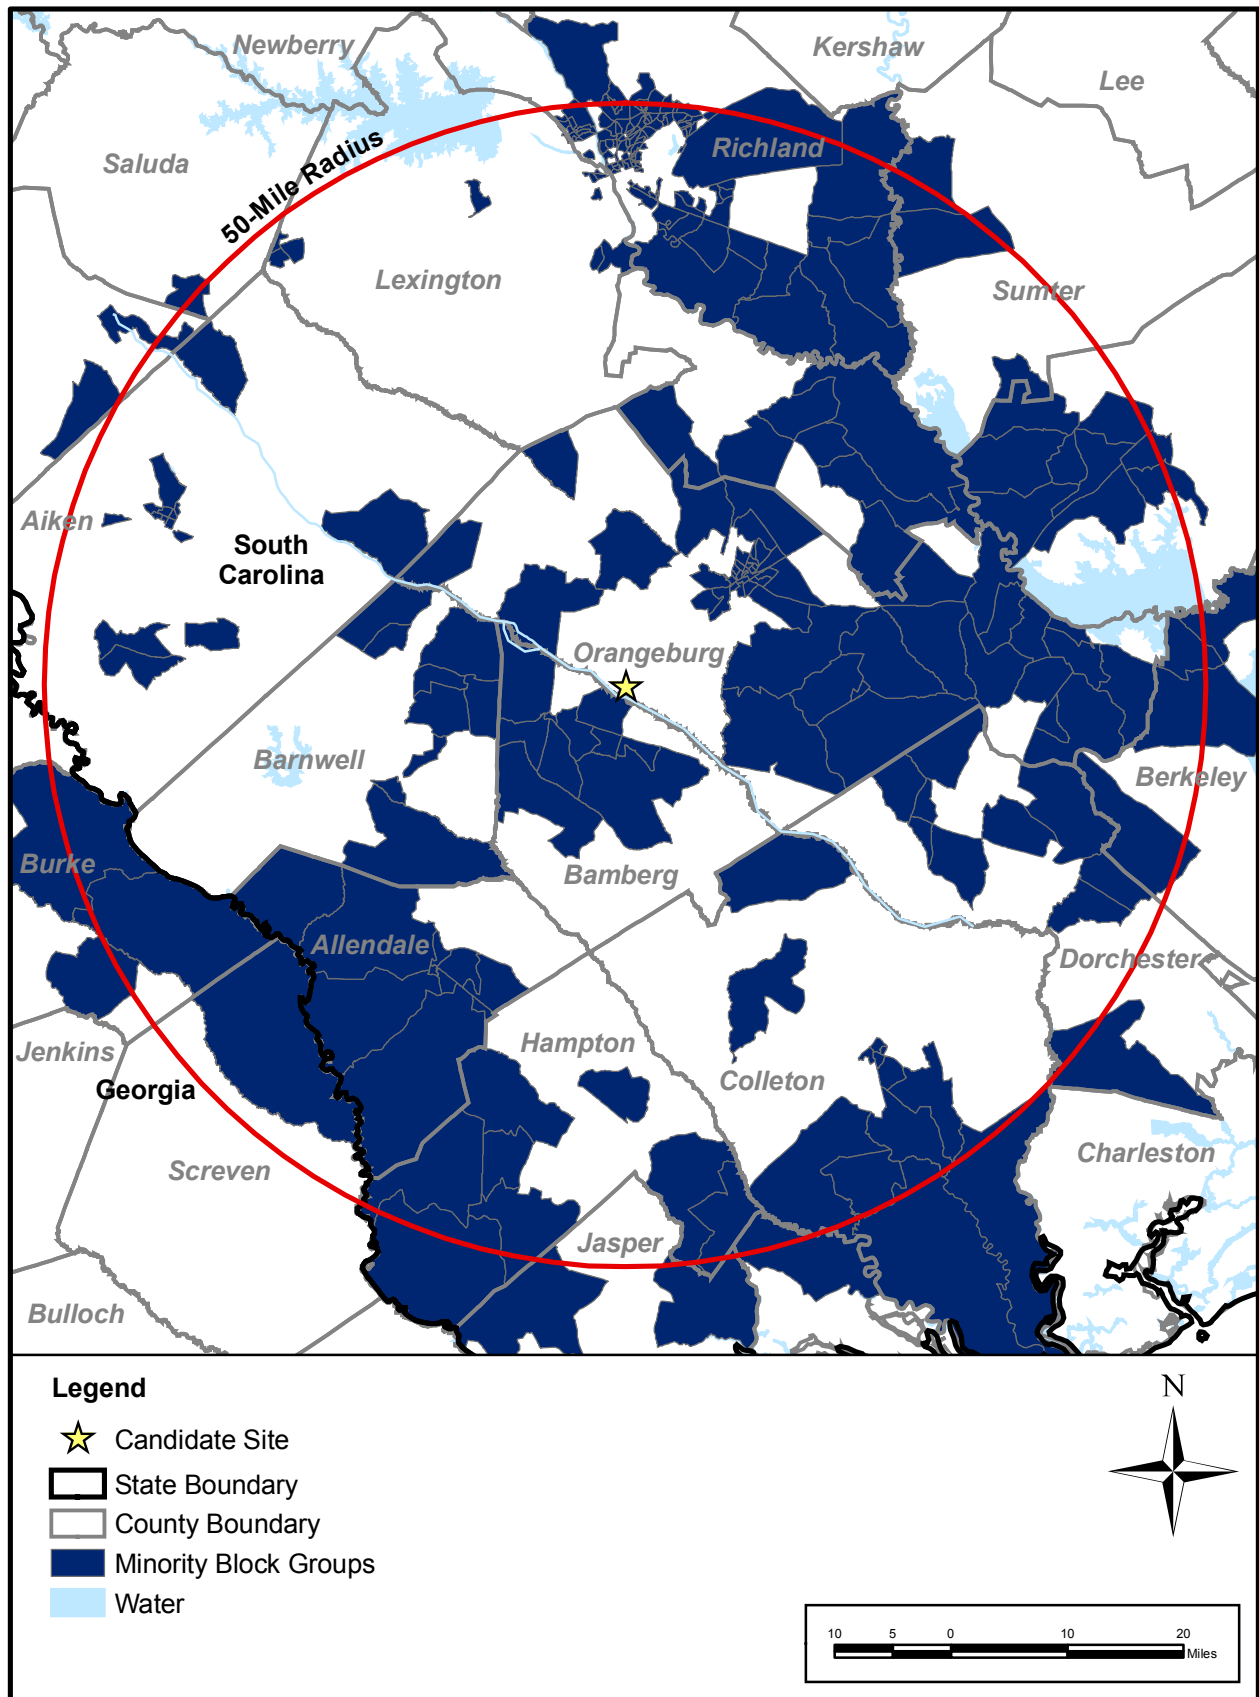 Newberry
Kershaw
Lee
Saluda
50-Mile Radius
Richland
Lexington
Sumter
Aiken
South
Carolina
Orangeburg
Barnwell
Berkeley
Burke
Bamberg
Allendale
Dorchester
Jenkins
Hampton
Georgia
Colleton
Screven
Charleston
Jasper
Bulloch
Legend
Candidate Site
State Boundary
County Boundary
Minority Block Groups
Water
N
10 5 0 10 20
Miles